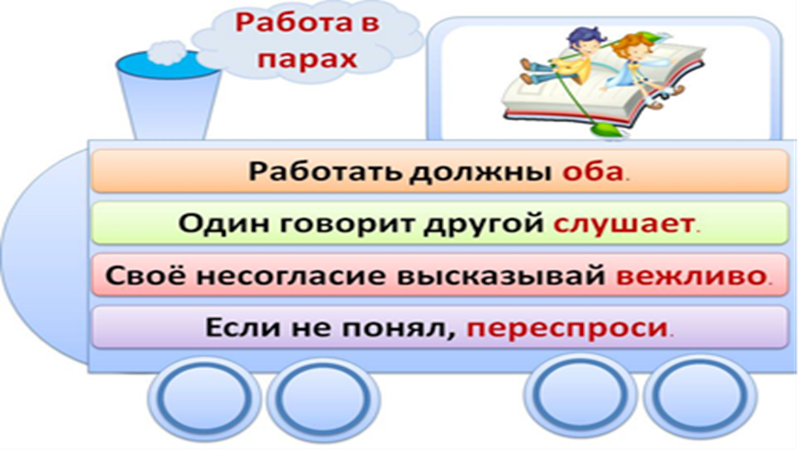 Работа в
парах
Работать должны оба.
Один говорит другой слушает.
Своё несогласие высказывай вежливо.
Если не понял, переспроси.